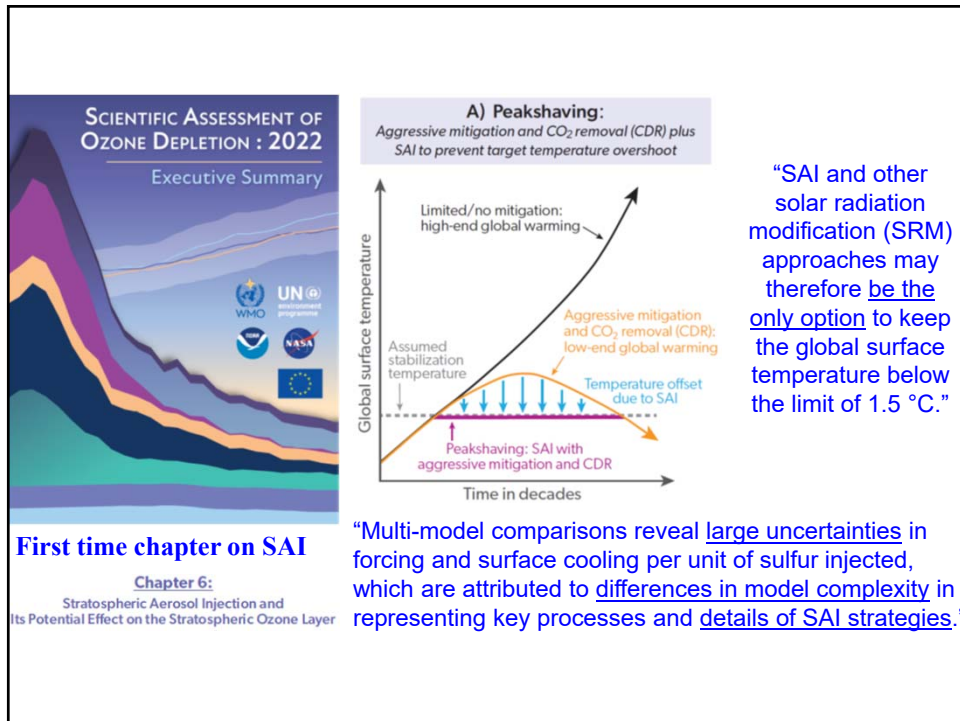 SCIENTIFIC ASSESSMENT OF
OZONE DEPLETION : 2022
Executive Summary
WMO
UN
environment
programme
NOAA
NASA
First time chapter on SAI
Chapter 6:
Stratospheric Aerosol Injection and
Its Potential Effect on the Stratospheric Ozone Layer
A) Peakshaving:
Aggressive mitigation and CO₂ removal (CDR) plus
SAI to prevent target temperature overshoot
Global surface temperature
Limited/no mitigation:
high-end global warming
Aggressive mitigation
and CO₂ removal (CDR):
low-end global warming
Assumed
stabilization
temperature
Temperature offset
due to SAI
Peakshaving: SAI with
aggressive mitigation and CDR
Time in decades
“SAI and other
solar radiation
modification (SRM)
approaches may
therefore be the
only option to keep
the global surface
temperature below
the limit of 1.5 °C.”
“Multi-model comparisons reveal large uncertainties in
forcing and surface cooling per unit of sulfur injected,
which are attributed to differences in model complexity in
representing key processes and details of SAI strategies.”